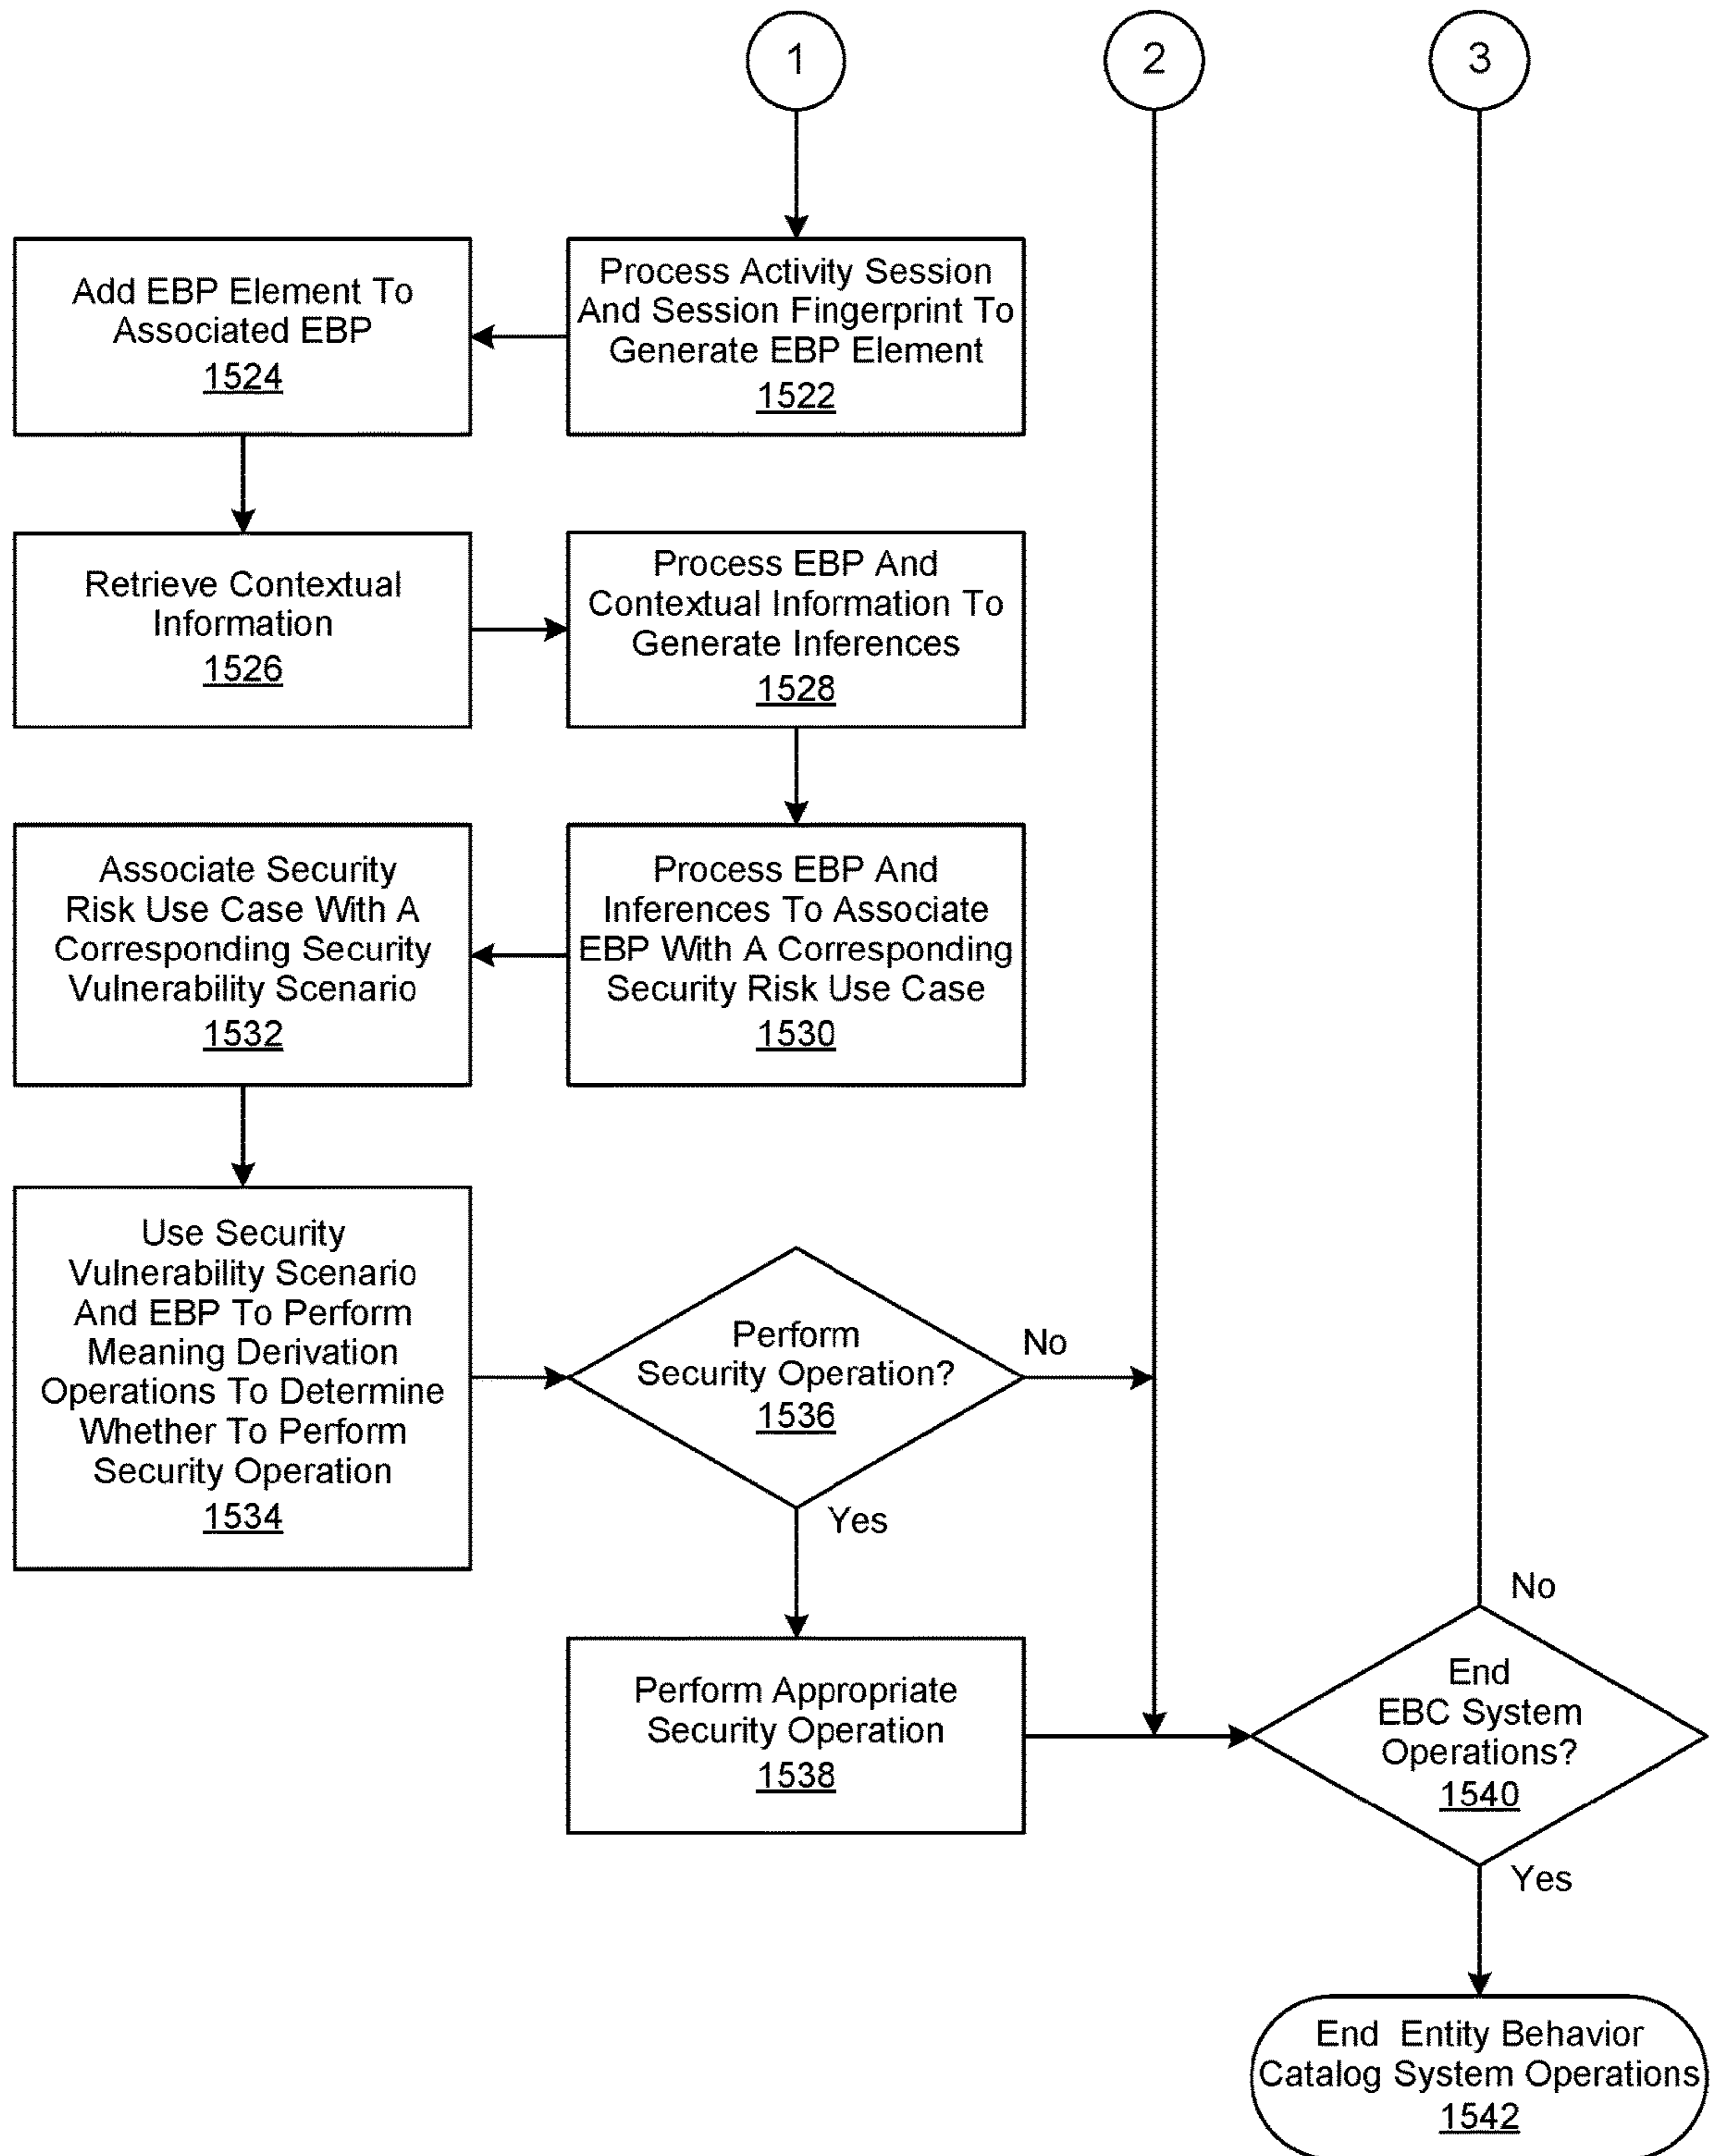 1
2
3
Process Activity Session
And Session Fingerprint To
Generate EBP Element
1522
Add EBP Element To
Associated EBP
1524
Retrieve Contextual
Information
1526
Process EBP And
Contextual Information To
Generate Inferences
1528
Process EBP And
Inferences To Associate
EBP With A Corresponding
Security Risk Use Case
1530
Associate Security
Risk Use Case With A
Corresponding Security
Vulnerability Scenario
1532
Use Security
Vulnerability Scenario
And EBP To Perform
Meaning Derivation
Operations To Determine
Whether To Perform
Security Operation
1534
Perform
Security Operation?
1536
No
Yes
Perform Appropriate
Security Operation
1538
No
End
EBC System
Operations?
1540
Yes
End Entity Behavior
Catalog System Operations
1542